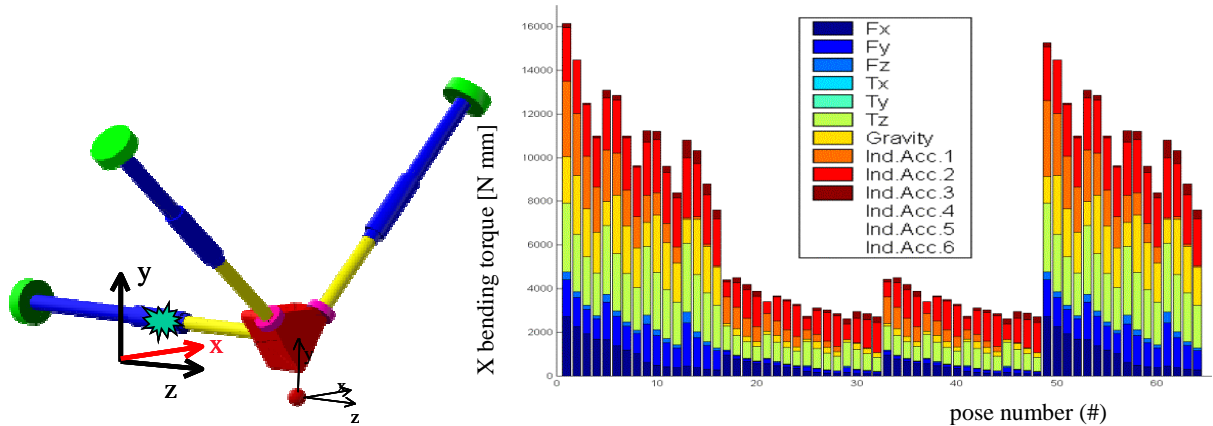 y
x
z
y
x
z
X bending torque [N mm]
16000
14000
12000
10000
8000
6000
4000
2000
0
Fx
Fy
Fz
Tx
Ty
Tz
Gravity
Ind.Acc.1
Ind.Acc.2
Ind.Acc.3
Ind.Acc.4
Ind.Acc.5
Ind.Acc.6
0 10 20 30 40 50 60
pose number (#)